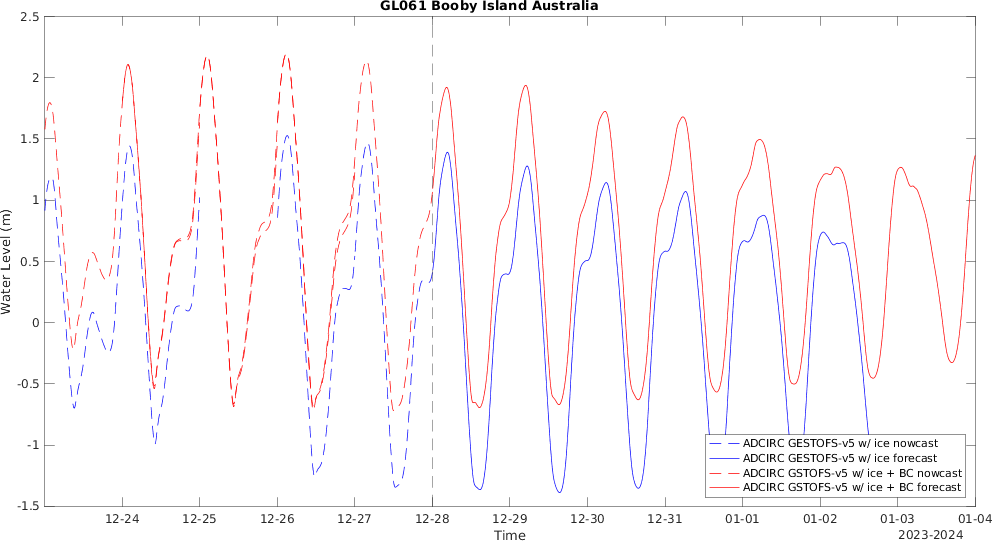 GL061 Booby Island Australia
2.5
2
1.5
1
0.5
0
-0.5
-1
-1.5
Water Level (m)
ADCIRC GESTOFS-v5 w/ ice nowcast
ADCIRC GESTOFS-v5 w/ ice forecast
ADCIRC GSTOFS-v5 w/ ice + BC nowcast
ADCIRC GSTOFS-v5 w/ ice + BC forecast
12-24 12-25 12-26 12-27 12-28 12-29 12-30 12-31 01-01 01-02 01-03 01-04
Time
2023-2024